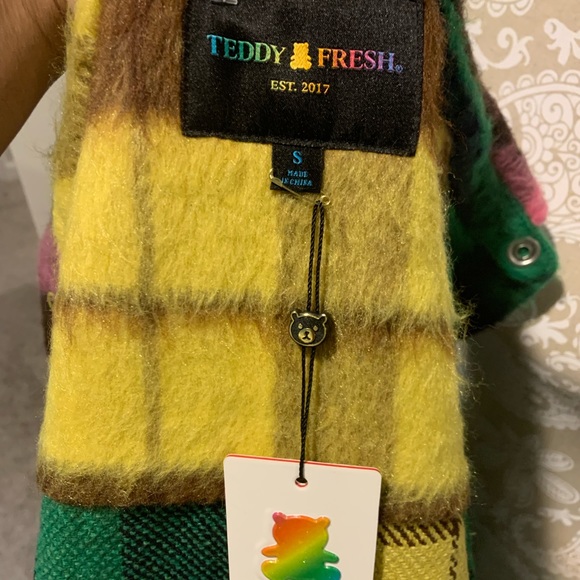 TEDDY FRESH®
EST. 2017
S
MADE
IN CHINA